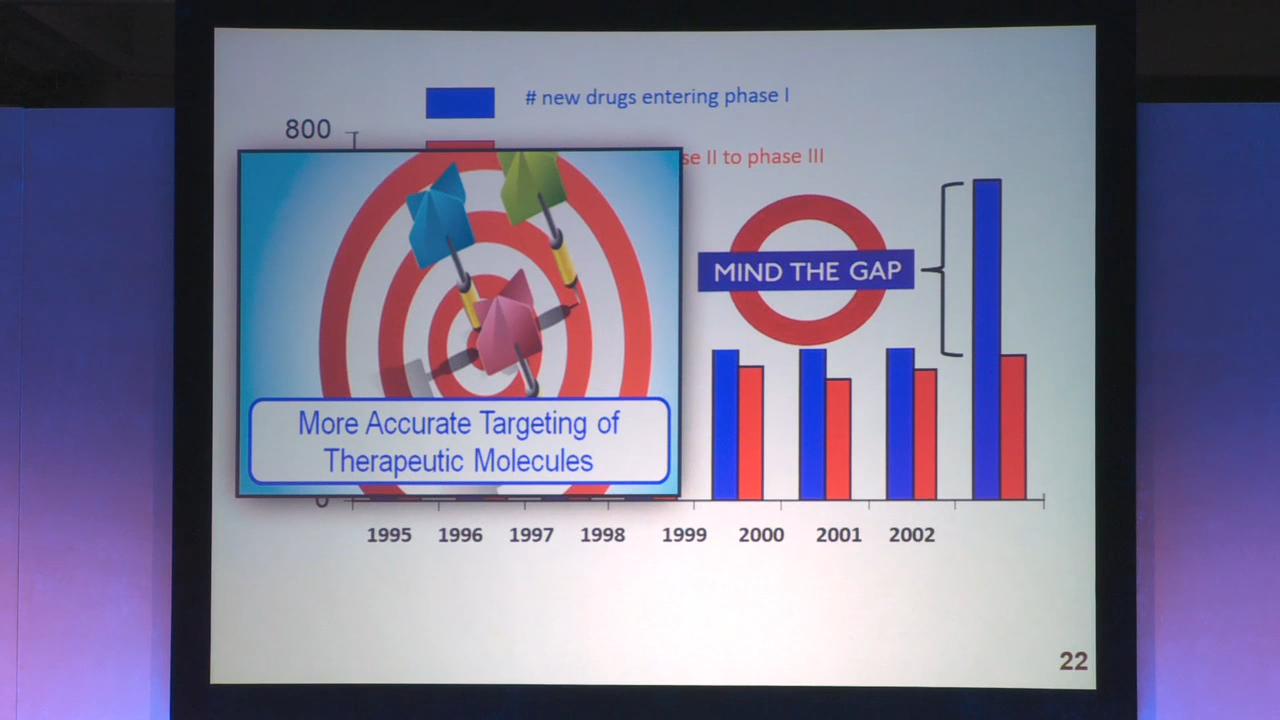 # new drugs entering phase I
800
se II to phase III
MIND THE GAP
More Accurate Targeting of
Therapeutic Molecules
0
1995 1996 1997 1998 1999 2000 2001 2002
22